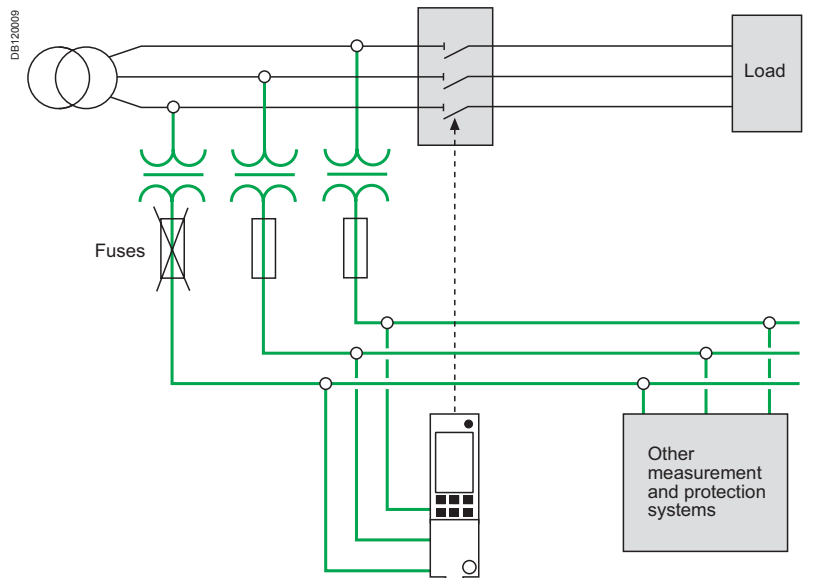 DB120009
Load
Fuses
Other
measurement
and protection
systems